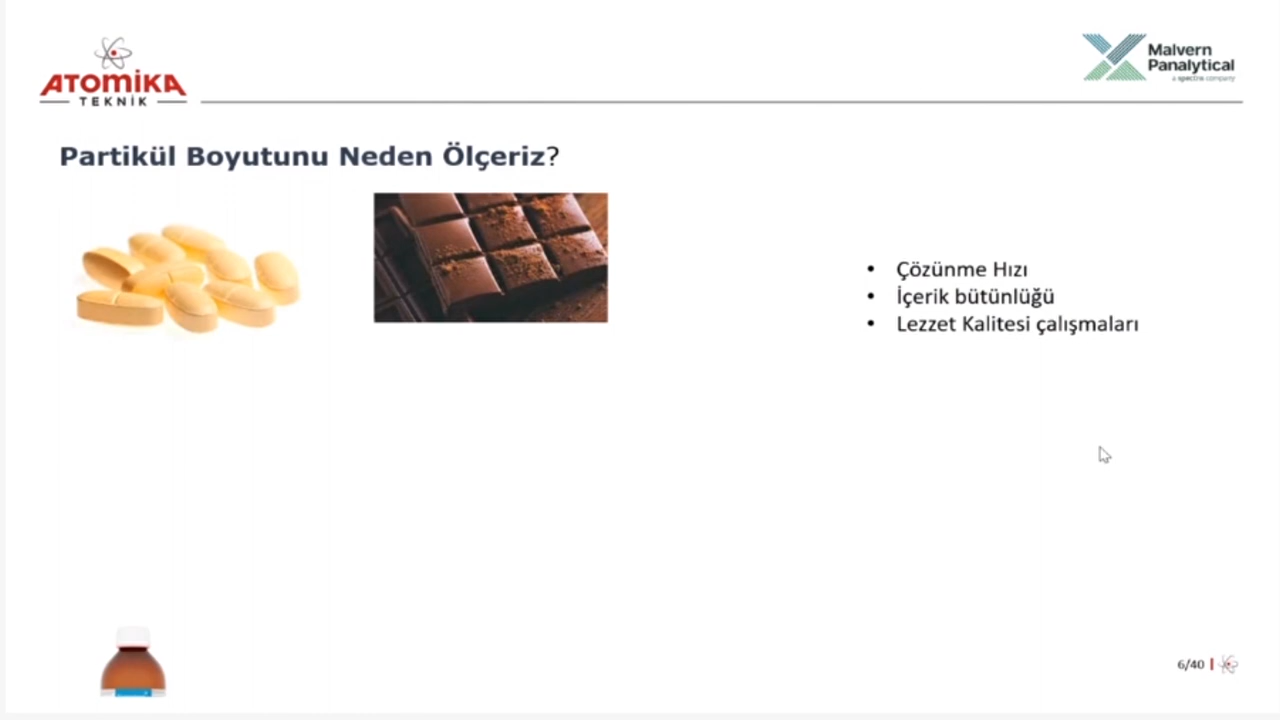 ATOMİKA
TEKNİK
Malvern
Panalytical
a spectris company
Partikül Boyutunu Neden Ölçeriz?
• Çözünme Hızı
• İçerik bütünlüğü
• Lezzet Kalitesi çalışmaları
6/40